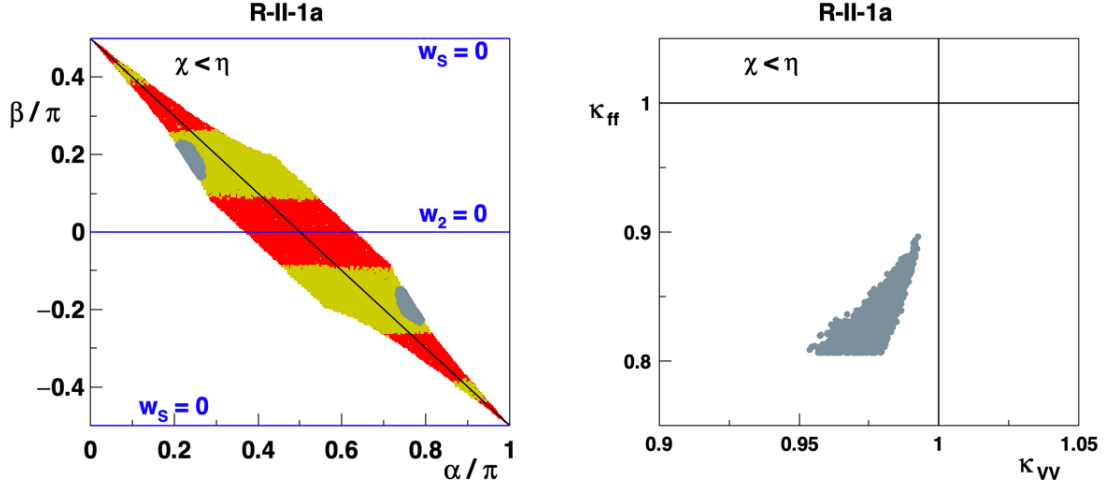 R-II-1a
χ < η
w_S = 0
0.4
β / π
0.2
w_2 = 0
0
−0.2
−0.4
w_S = 0
0 0.2 0.4 0.6 0.8 1
α / π
R-II-1a
χ < η
1
κ_ff
0.9
0.8
0.9 0.95 1 1.05
κ_VV